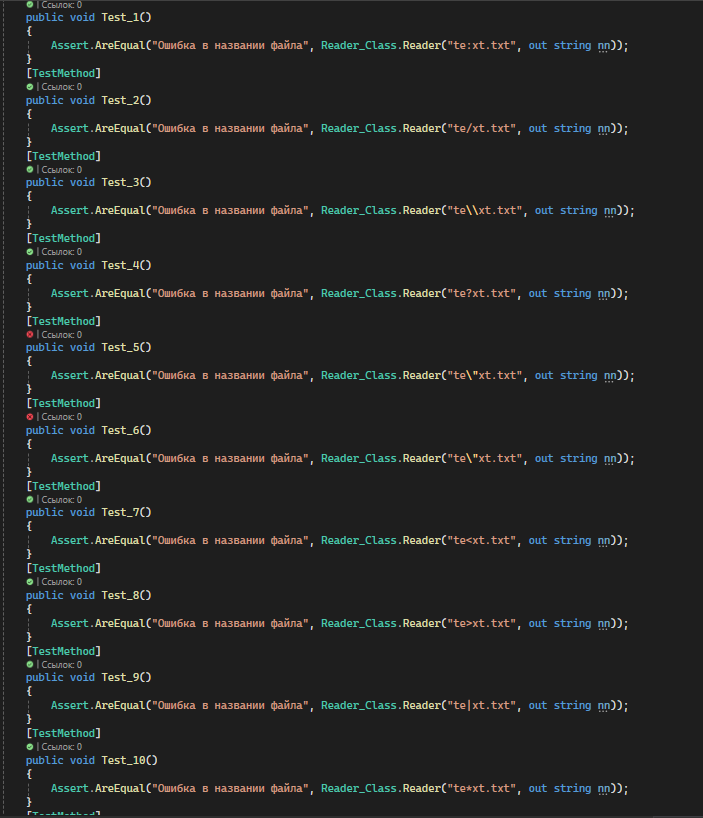 | Ссылок: 0
public void Test_1()
{
Assert.AreEqual("Ошибка в названии файла", Reader_Class.Reader("te:xt.txt", out string nn));
}
[TestMethod]
| Ссылок: 0
public void Test_2()
{
Assert.AreEqual("Ошибка в названии файла", Reader_Class.Reader("te/xt.txt", out string nn));
}
[TestMethod]
| Ссылок: 0
public void Test_3()
{
Assert.AreEqual("Ошибка в названии файла", Reader_Class.Reader("te\\xt.txt", out string nn));
}
[TestMethod]
| Ссылок: 0
public void Test_4()
{
Assert.AreEqual("Ошибка в названии файла", Reader_Class.Reader("te?xt.txt", out string nn));
}
[TestMethod]
| Ссылок: 0
public void Test_5()
{
Assert.AreEqual("Ошибка в названии файла", Reader_Class.Reader("te\"xt.txt", out string nn));
}
[TestMethod]
| Ссылок: 0
public void Test_6()
{
Assert.AreEqual("Ошибка в названии файла", Reader_Class.Reader("te\"xt.txt", out string nn));
}
[TestMethod]
| Ссылок: 0
public void Test_7()
{
Assert.AreEqual("Ошибка в названии файла", Reader_Class.Reader("te<xt.txt", out string nn));
}
[TestMethod]
| Ссылок: 0
public void Test_8()
{
Assert.AreEqual("Ошибка в названии файла", Reader_Class.Reader("te>xt.txt", out string nn));
}
[TestMethod]
| Ссылок: 0
public void Test_9()
{
Assert.AreEqual("Ошибка в названии файла", Reader_Class.Reader("te|xt.txt", out string nn));
}
[TestMethod]
| Ссылок: 0
public void Test_10()
{
Assert.AreEqual("Ошибка в названии файла", Reader_Class.Reader("te*xt.txt", out string nn));
}
[TestMethod]